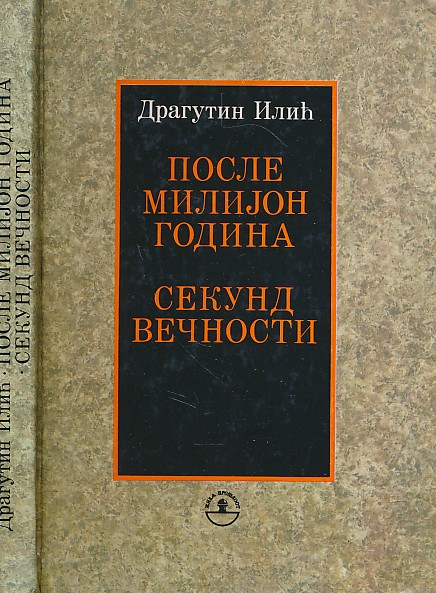 Драгутин Илић
ПОСЛЕ
МИЛИЈОН
ГОДИНА
СЕКУНД
ВЕЧНОСТИ
Драгутин Илић · ПОСЛЕ МИЛИЈОН ГОДИНА
· СЕКУНД ВЕЧНОСТИ